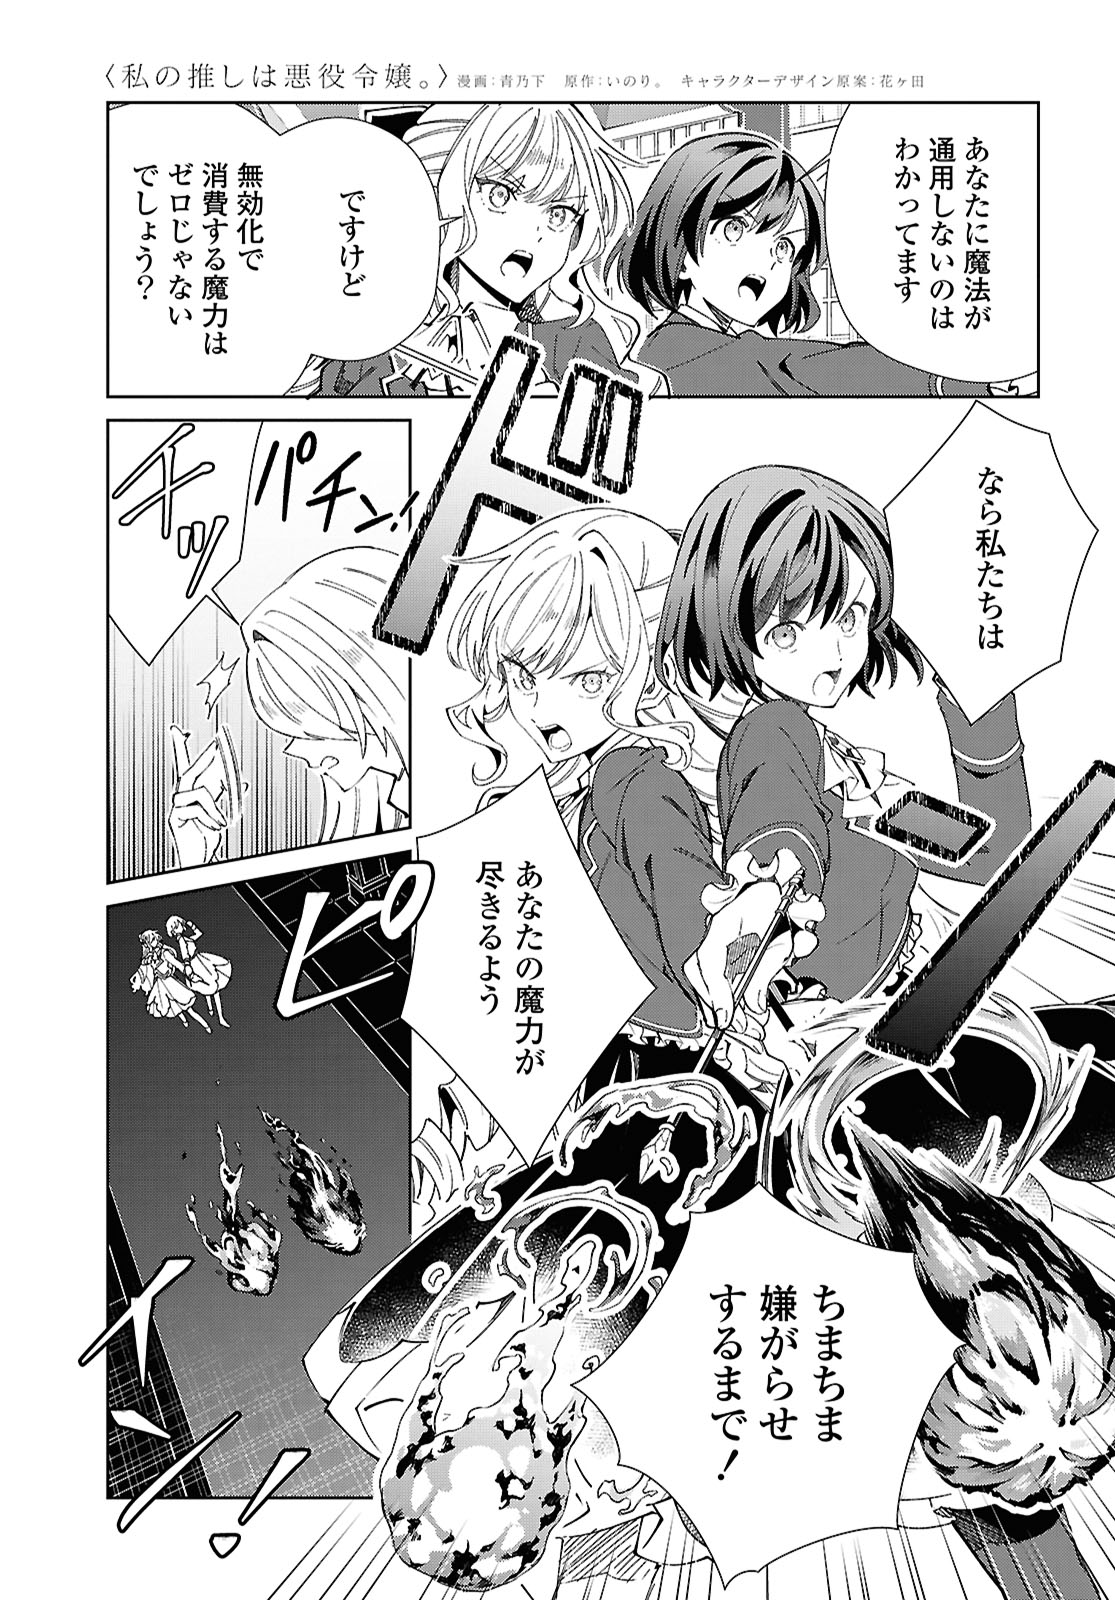 〈私の推しは悪役令嬢。〉漫画：青乃下　原作：いのり。　キャラクターデザイン原案：花ヶ田
あなたに魔法が
通用しないのは
わかってます
ですけど
無効化で
消費する魔力は
ゼロじゃない
でしょう？
ドドドーン
なら私たちは
パチン！
チッ
あなたの魔力が
尽きるよう
ピィン！
ちまちま
嫌がらせ
するまで！